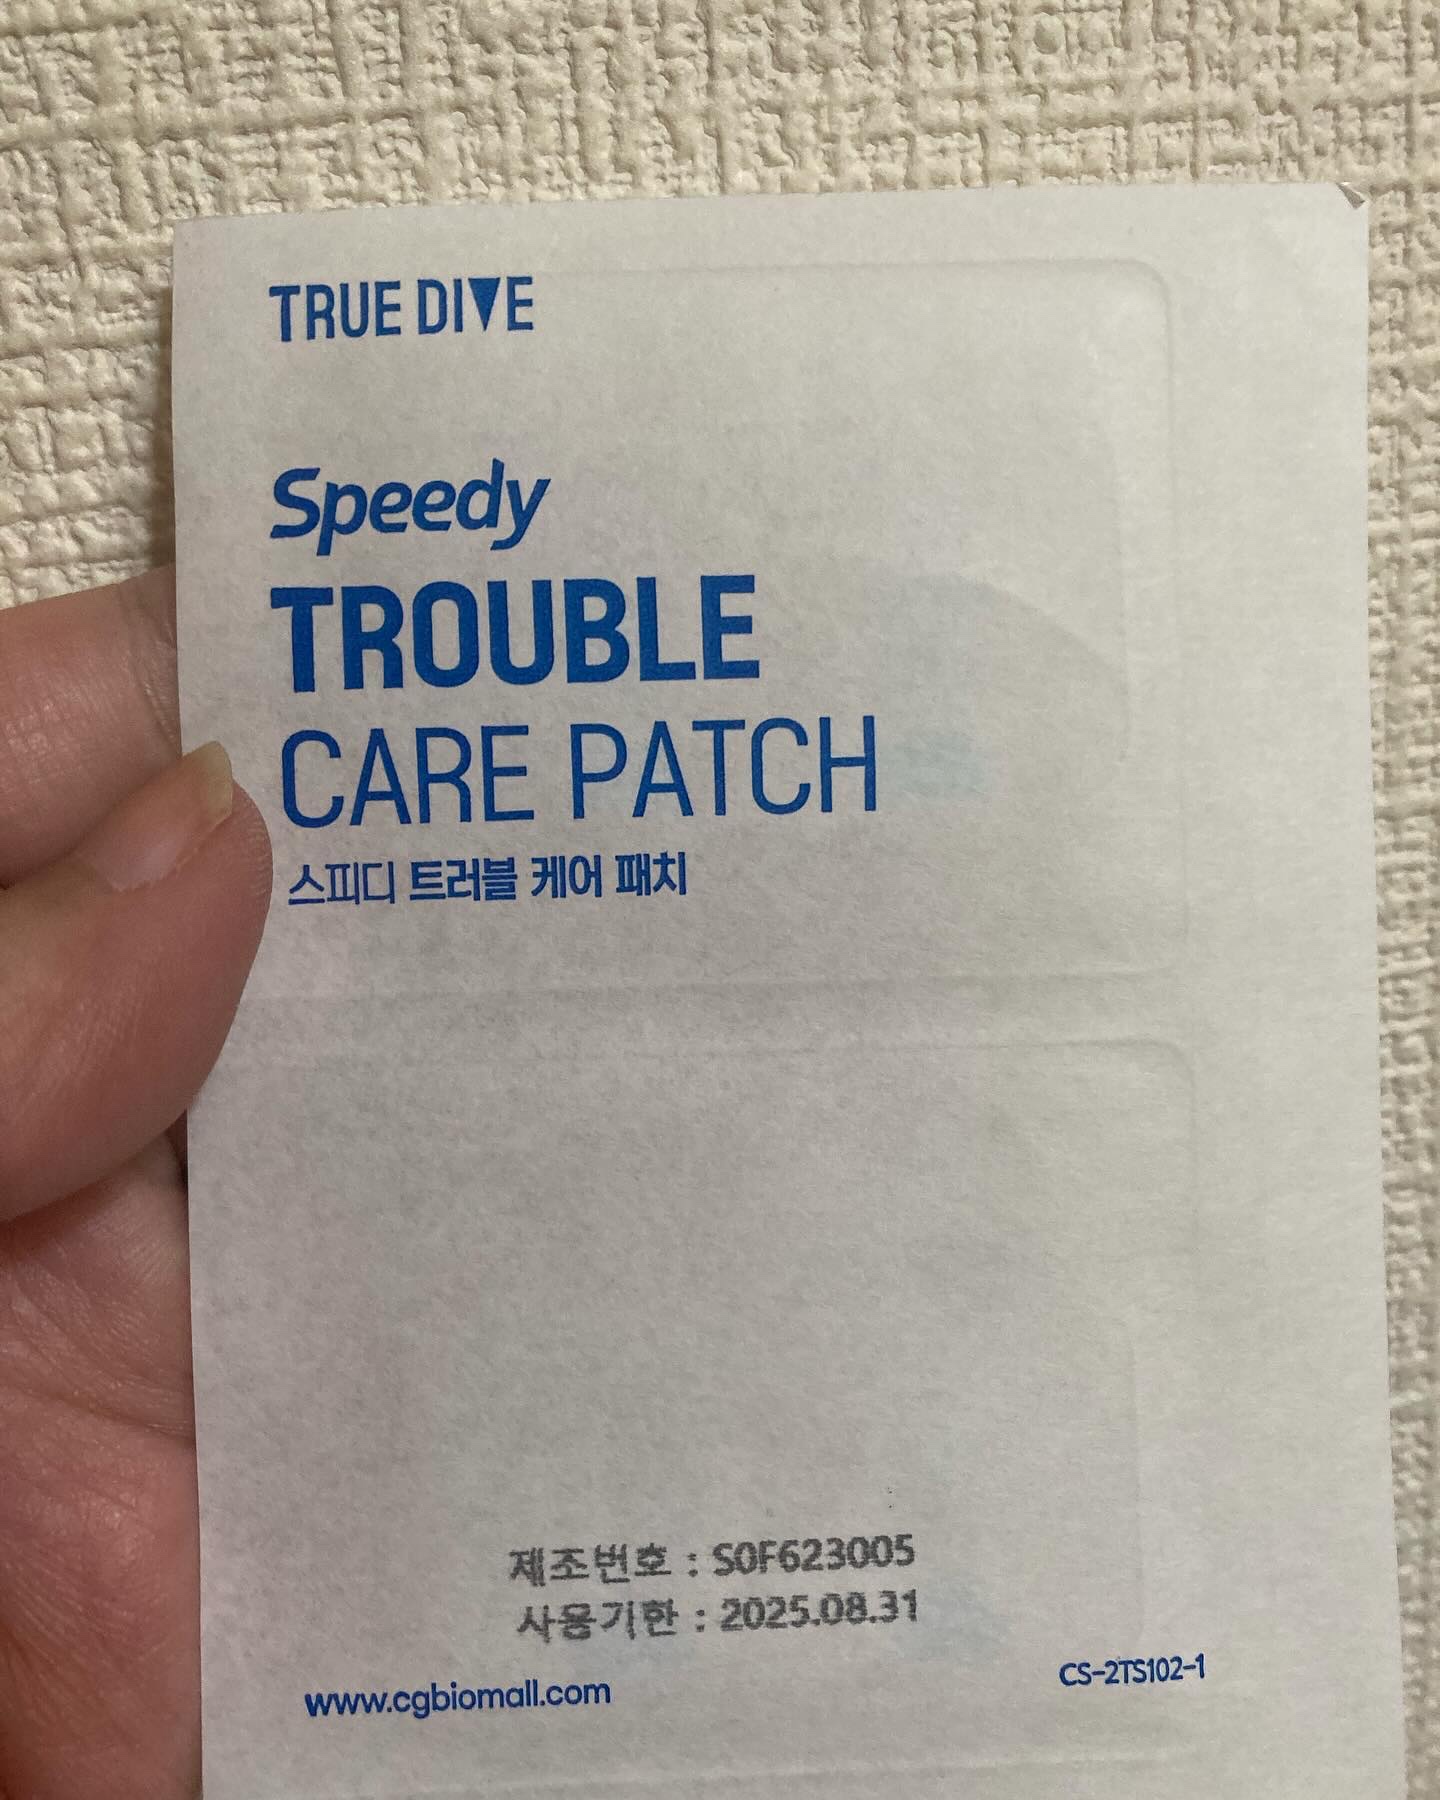 TRUE DIVE
Speedy
TROUBLE
CARE PATCH
스피디 트러블 케어 패치
제조번호 : S0F623005
사용기한 : 2025.08.31
www.cgbiomall.com
CS-2TS102-1